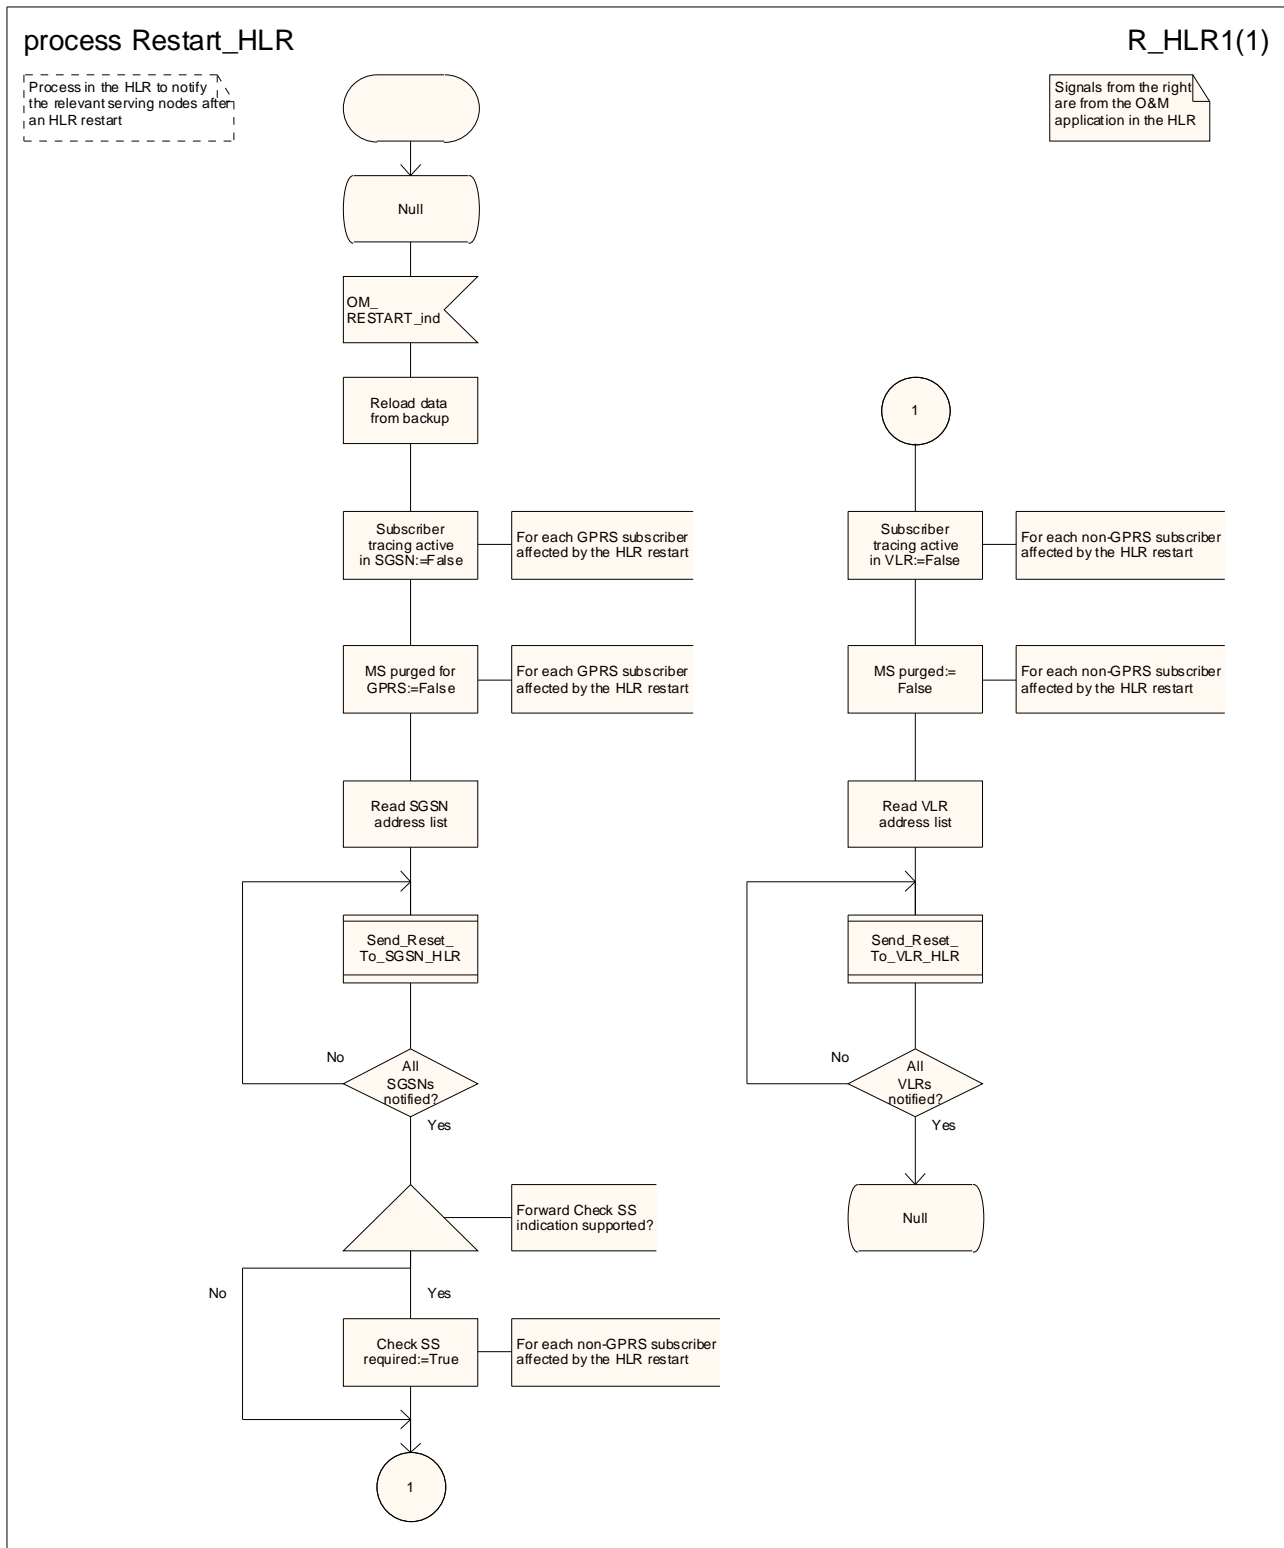 process Restart_HLR
R_HLR1(1)
Process in the HLR to notify
the relevant serving nodes after
an HLR restart
Signals from the right
are from the O&M
application in the HLR
Null
OM_
RESTART_ind
Reload data
from backup
Subscriber
tracing active
in SGSN:=False
For each GPRS subscriber
affected by the HLR restart
MS purged for
GPRS:=False
For each GPRS subscriber
affected by the HLR restart
Read SGSN
address list
Send_Reset_
To_SGSN_HLR
No
All
SGSNs
notified?
Yes
Forward Check SS
indication supported?
No
Yes
Check SS
required:=True
For each non-GPRS subscriber
affected by the HLR restart
1
1
Subscriber
tracing active
in VLR:=False
For each non-GPRS subscriber
affected by the HLR restart
MS purged:=
False
For each non-GPRS subscriber
affected by the HLR restart
Read VLR
address list
Send_Reset_
To_VLR_HLR
No
All
VLRs
notified?
Yes
Null